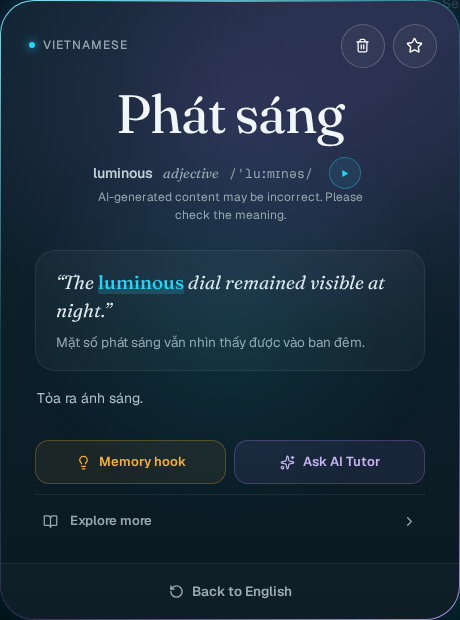 VIETNAMESE
Phát sáng
luminous adjective /ˈluːmɪnəs/
AI-generated content may be incorrect. Please
check the meaning.
“The luminous dial remained visible at
night.”
Mặt số phát sáng vẫn nhìn thấy được vào ban đêm.
Tỏa ra ánh sáng.
Memory hook
Ask AI Tutor
Explore more
Back to English